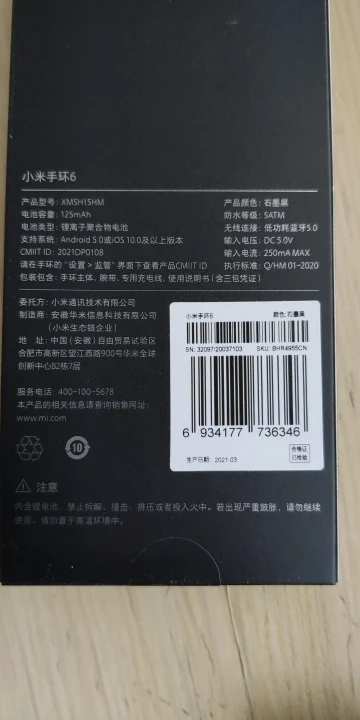 小米手环6
产品型号：XMSH15HM
产品颜色：石墨黑
电池容量：125mAh
防水等级：5ATM
电池类型：锂离子聚合物电池
无线连接：低功耗蓝牙5.0
支持系统：Android 5.0或iOS 10.0及以上版本
输入电压：DC 5.0V
CMIIT ID：2021DP0108
输入电流：250mA MAX
请在手环的“设置 > 监管”界面下查看产品CMIIT ID
执行标准：Q/HM 01-2020
包装包含：手环主体、腕带、专用充电线、使用说明书（含三包凭证）
委托方：小米通讯技术有限公司
制造商：安徽华米信息科技有限公司
（小米生态链企业）
地 址：中国（安徽）自由贸易试验区
合肥市高新区望江西路900号华米全球
创新中心B2栋7层
服务电话：400-100-5678
本产品的相关信息请查询销售网址：
www.mi.com
10
小米手环6
颜色：石墨黑
SN: 32097/20037103
SKU: BHR4955CN
6 934177 736346
生产日期：2021.03
合格证
已检验
注意
内含锂电池，禁止拆解、撞击、挤压或者投入火中。若出现严重鼓胀，请勿继续
使用。请勿置于高温环境中。